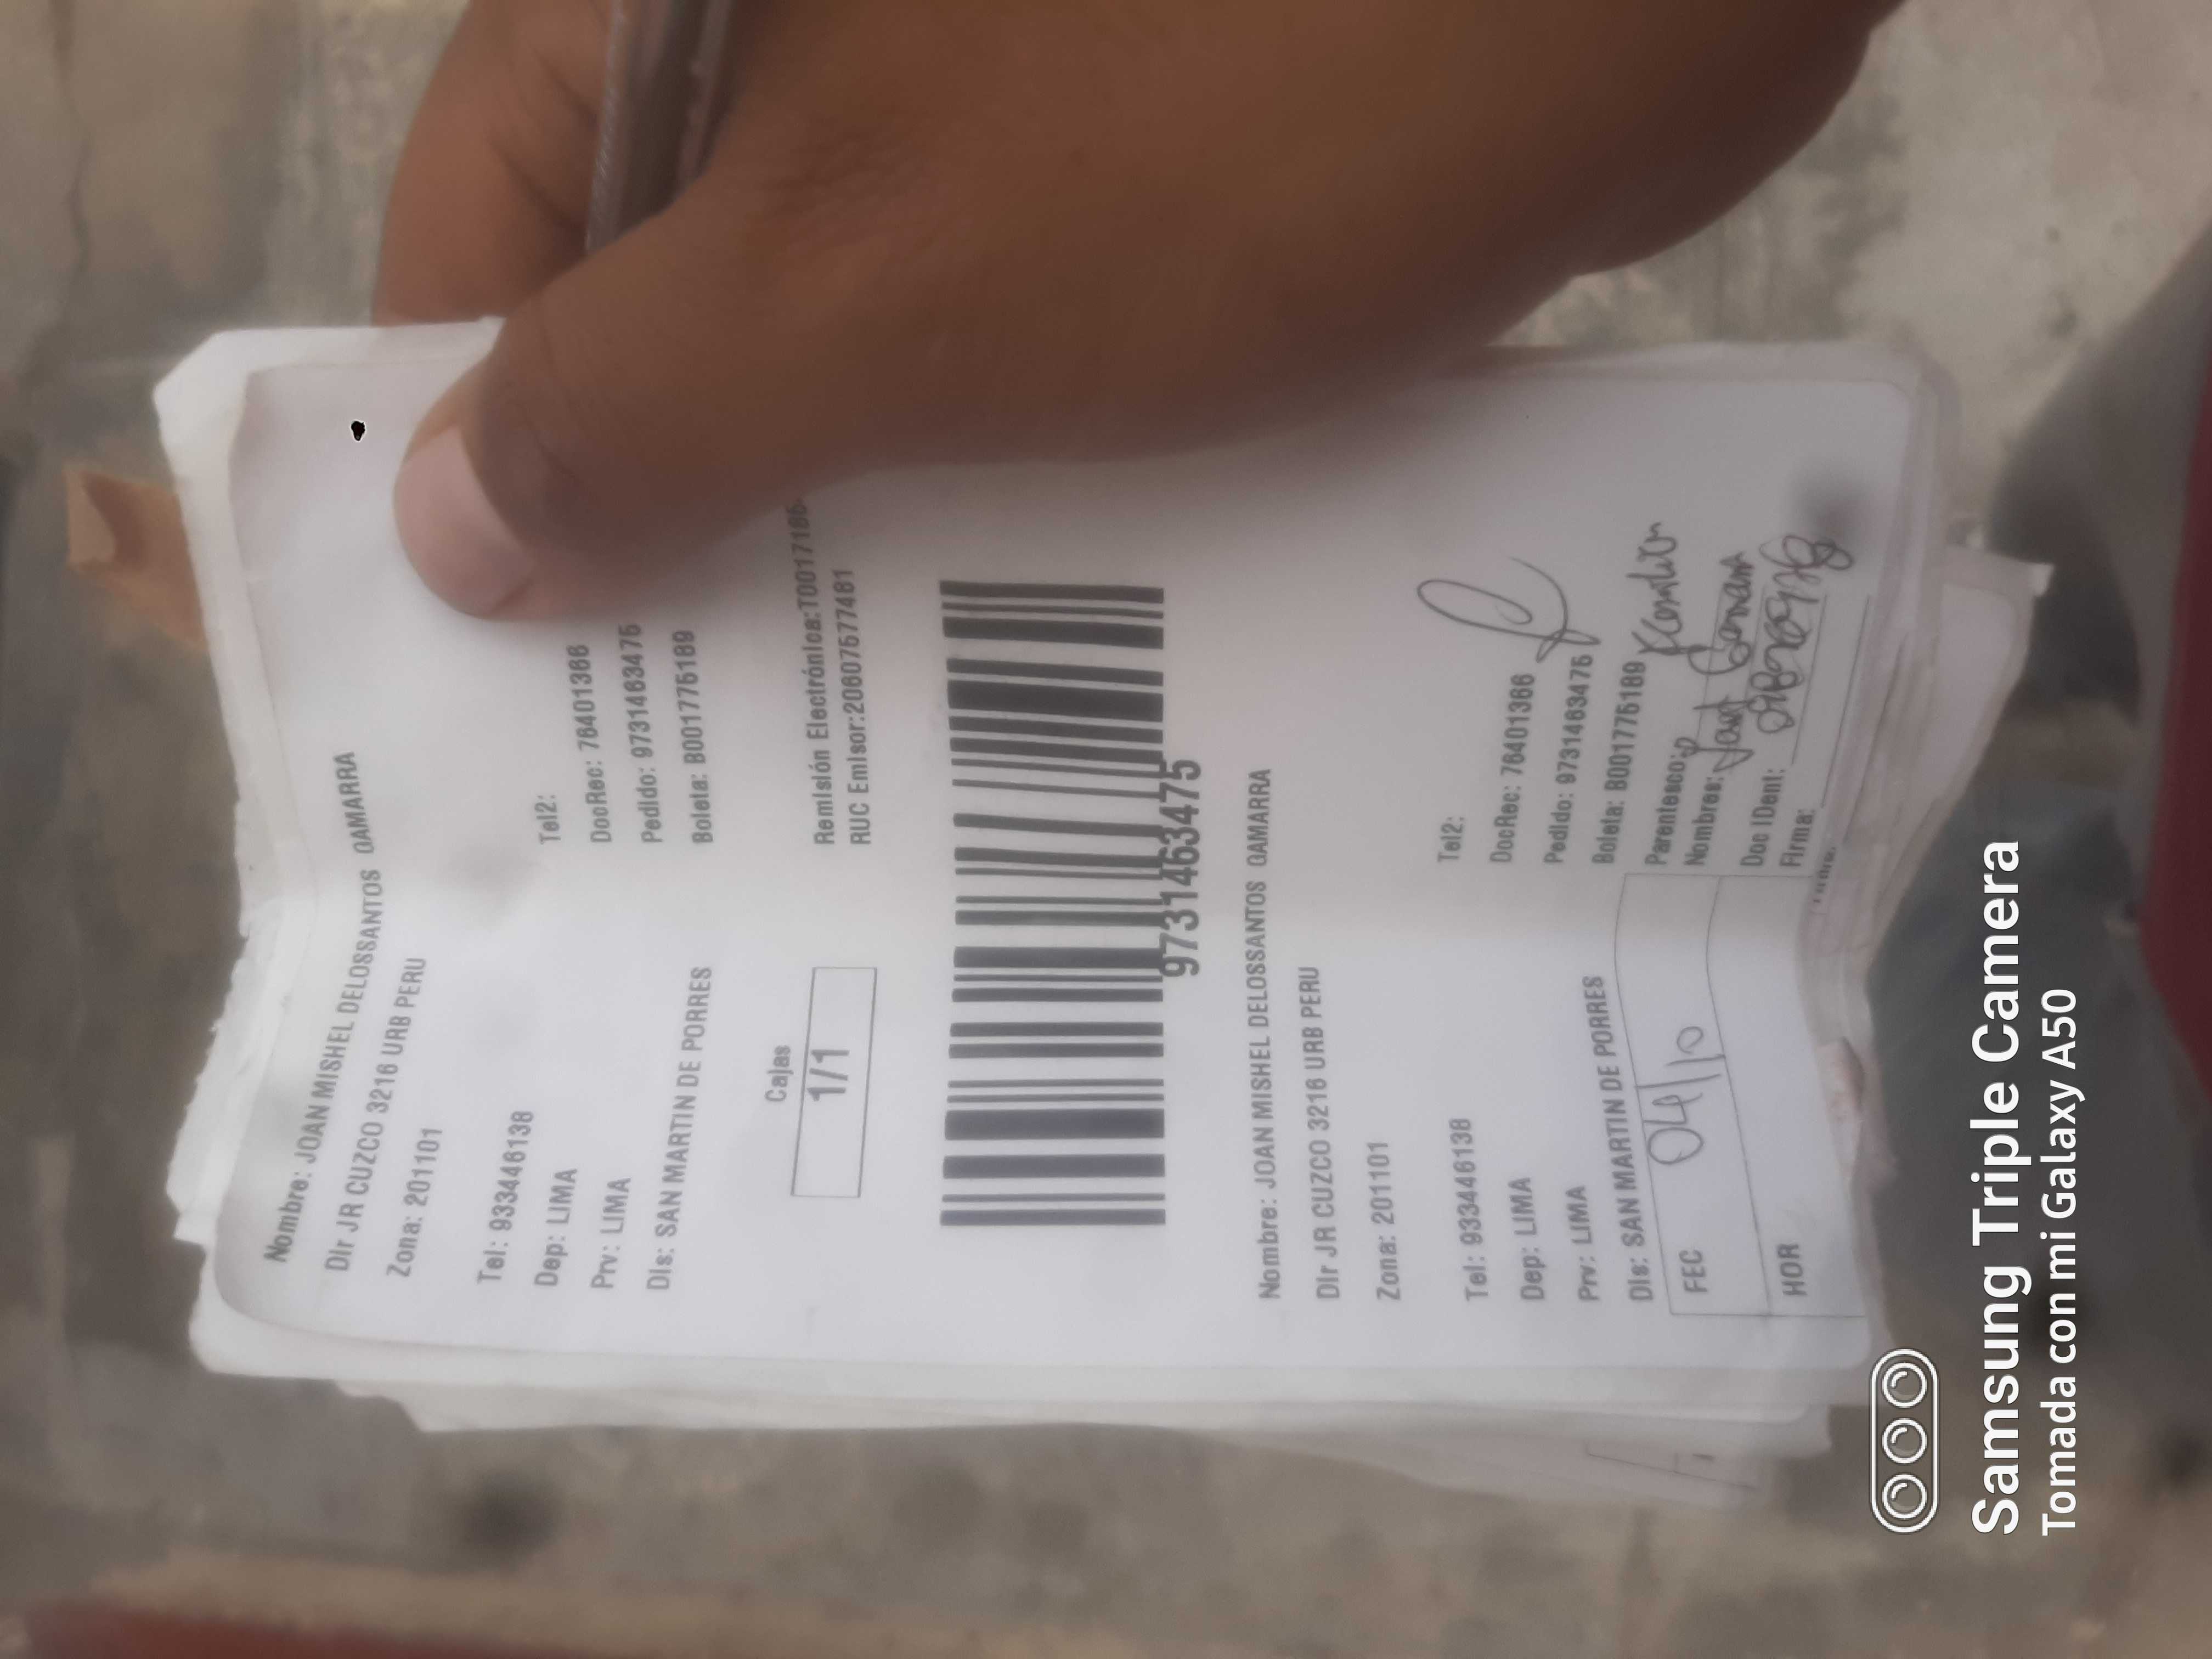 Nombre: JOAN MISHEL DELOSSANTOS GAMARRA
Dir JR CUZCO 3216 URB PERU
Zona: 201101
Tel: 933446138
Tel2:
Dep: LIMA
DocRec: 76401366
Prv: LIMA
Pedido: 9731463475
Dis: SAN MARTIN DE PORRES
Boleta: B00177515189
Cajas
1/1
Remisión Electrónica:T0017186
RUC Emisor:20607577481
9731463475
Nombre: JOAN MISHEL DELOSSANTOS GAMARRA
Dir JR CUZCO 3216 URB PERU
Zona: 201101
Tel: 933446138
Tel2:
Dep: LIMA
DocRec: 76401366
Prv: LIMA
Pedido: 9731463475
Dis: SAN MARTIN DE PORRES
Boleta: B00177515189
FEC 04/10
Parentesco:
Nombres:
HOR
Doc IDent:
Firma:
Samsung Triple Camera
Tomada con mi Galaxy A50